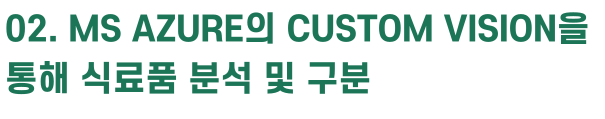 02. MS AZURE의 CUSTOM VISION을
통해 식료품 분석 및 구분